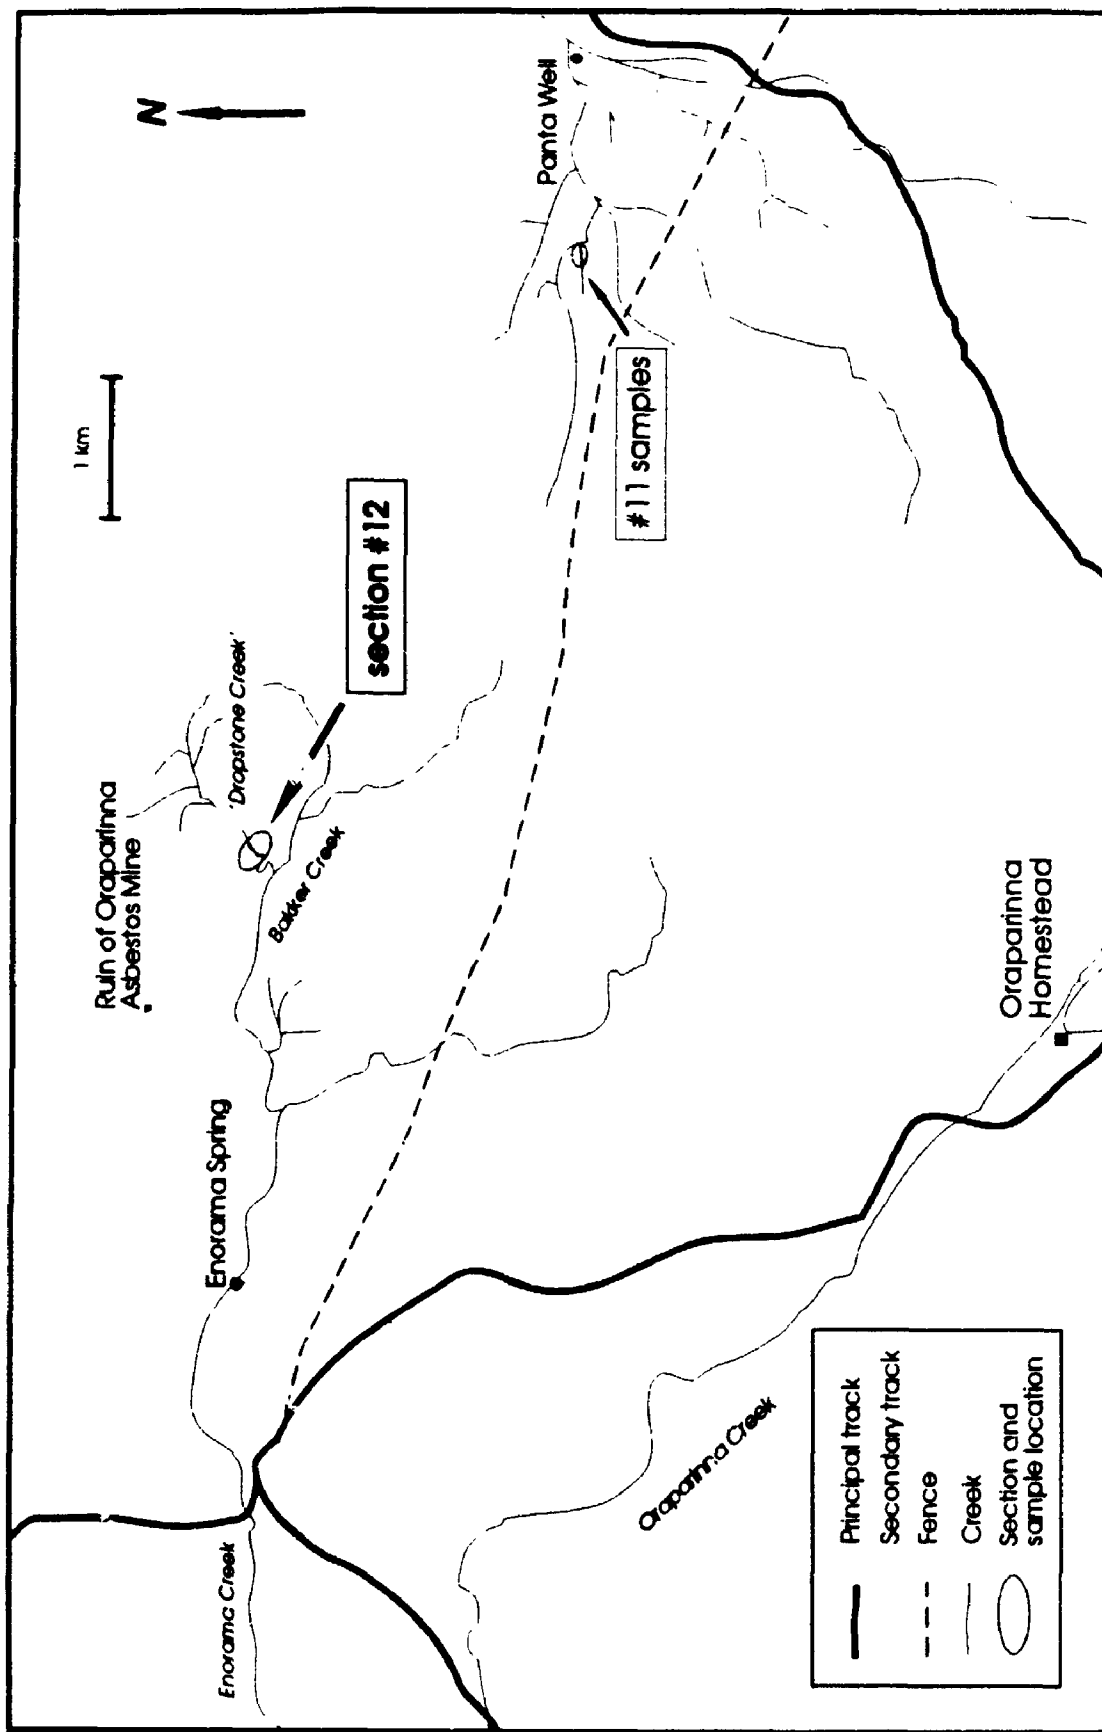 N
1 km
Panta Well
#11 samples
section #12
'Dropstone Creek'
Ruin of Oraparinna
Asbestos Mine
Bakker Creek
Enorama Spring
Enorama Creek
Oraparinna Creek
Oraparinna
Homestead
Principal track
Secondary track
Fence
Creek
Section and
sample location